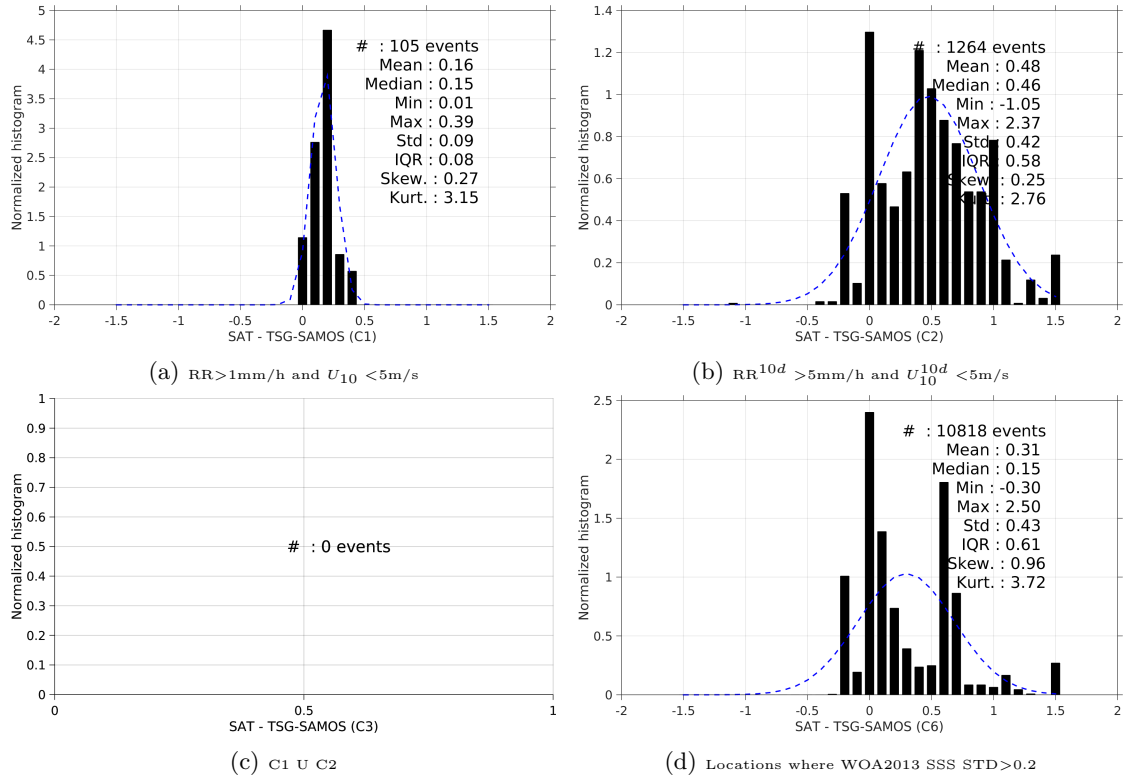 5
4.5
4
3.5
3
2.5
2
1.5
1
0.5
0
Normalized histogram
# : 105 events
Mean : 0.16
Median : 0.15
Min : 0.01
Max : 0.39
Std : 0.09
IQR : 0.08
Skew. : 0.27
Kurt. : 3.15
-2 -1.5 -1 -0.5 0 0.5 1 1.5 2
SAT - TSG-SAMOS (C1)
(a) RR>1mm/h and U10 <5m/s
1.4
1.2
1
0.8
0.6
0.4
0.2
0
Normalized histogram
# : 1264 events
Mean : 0.48
Median : 0.46
Min : -1.05
Max : 2.37
Std : 0.42
IQR : 0.58
Skew. : 0.25
Kurt. : 2.76
-2 -1.5 -1 -0.5 0 0.5 1 1.5 2
SAT - TSG-SAMOS (C2)
(b) RR^10d >5mm/h and U10^10d <5m/s
1
0.9
0.8
0.7
0.6
0.5
0.4
0.3
0.2
0.1
0
Normalized histogram
# : 0 events
0 0.5 1
SAT - TSG-SAMOS (C3)
(c) C1 U C2
2.5
2
1.5
1
0.5
0
Normalized histogram
# : 10818 events
Mean : 0.31
Median : 0.15
Min : -0.30
Max : 2.50
Std : 0.43
IQR : 0.61
Skew. : 0.96
Kurt. : 3.72
-2 -1.5 -1 -0.5 0 0.5 1 1.5 2
SAT - TSG-SAMOS (C6)
(d) Locations where WOA2013 SSS STD>0.2